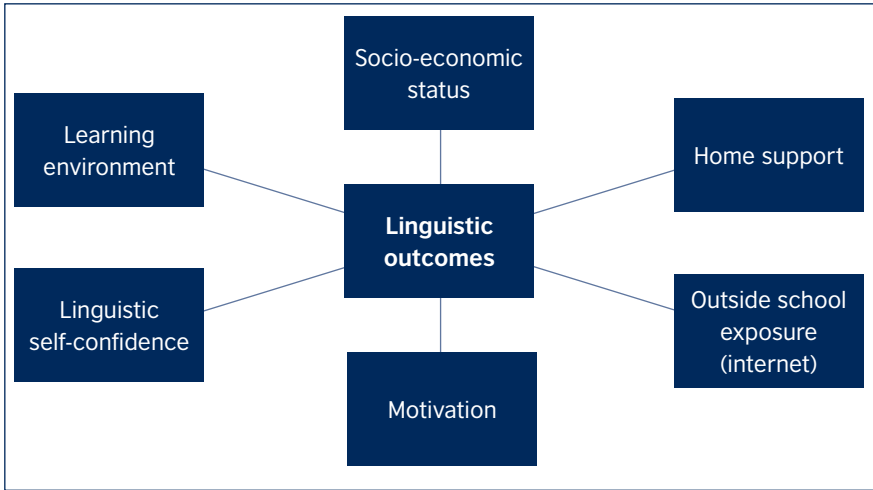 Socio-economic
status
Learning
environment
Home support
Linguistic
outcomes
Linguistic
self-confidence
Outside school
exposure
(internet)
Motivation